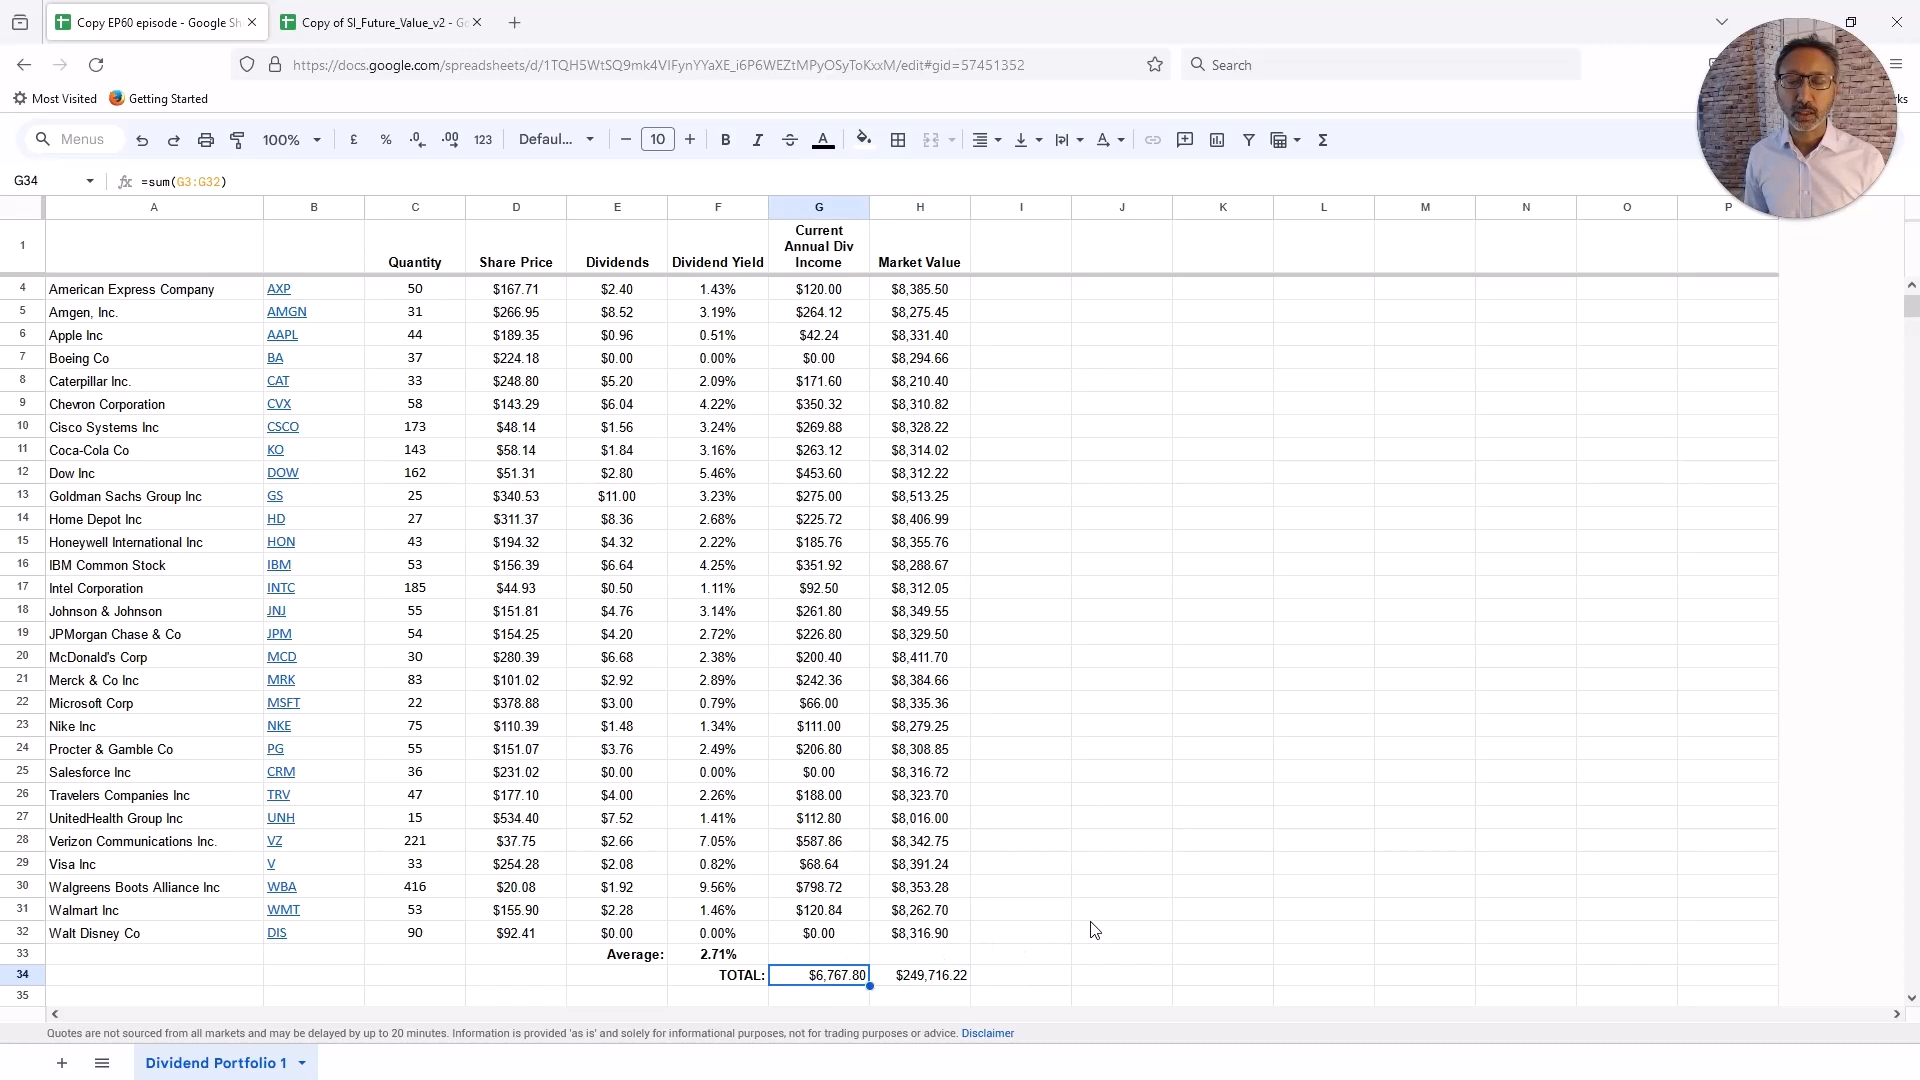 Copy EP60 episode - Google Sh
Copy of SI_Future_Value_v2 - Go
https://docs.google.com/spreadsheets/d/1TQH5WtSQ9mk4VIFynYYaXE_i6P6WEZtMPyOSyToKxxM/edit#gid=57451352
Search
Most Visited Getting Started
Menus 100% £ % .0 .00 123 Defaul... 10 B I A Σ
G34 fx =sum(G3:G32)
A B C D E F G H I J K L M N O P
1 Quantity Share Price Dividends Dividend Yield Current Annual Div Income Market Value
4 American Express Company AXP 50 $167.71 $2.40 1.43% $120.00 $8,385.50
5 Amgen, Inc. AMGN 31 $266.95 $8.52 3.19% $264.12 $8,275.45
6 Apple Inc AAPL 44 $189.35 $0.96 0.51% $42.24 $8,331.40
7 Boeing Co BA 37 $224.18 $0.00 0.00% $0.00 $8,294.66
8 Caterpillar Inc. CAT 33 $248.80 $5.20 2.09% $171.60 $8,210.40
9 Chevron Corporation CVX 58 $143.29 $6.04 4.22% $350.32 $8,310.82
10 Cisco Systems Inc CSCO 173 $48.14 $1.56 3.24% $269.88 $8,328.22
11 Coca-Cola Co KO 143 $58.14 $1.84 3.16% $263.12 $8,314.02
12 Dow Inc DOW 162 $51.31 $2.80 5.46% $453.60 $8,312.22
13 Goldman Sachs Group Inc GS 25 $340.53 $11.00 3.23% $275.00 $8,513.25
14 Home Depot Inc HD 27 $311.37 $8.36 2.68% $225.72 $8,406.99
15 Honeywell International Inc HON 43 $194.32 $4.32 2.22% $185.76 $8,355.76
16 IBM Common Stock IBM 53 $156.39 $6.64 4.25% $351.92 $8,288.67
17 Intel Corporation INTC 185 $44.93 $0.50 1.11% $92.50 $8,312.05
18 Johnson & Johnson JNJ 55 $151.81 $4.76 3.14% $261.80 $8,349.55
19 JPMorgan Chase & Co JPM 54 $154.25 $4.20 2.72% $226.80 $8,329.50
20 McDonald's Corp MCD 30 $280.39 $6.68 2.38% $200.40 $8,411.70
21 Merck & Co Inc MRK 83 $101.02 $2.92 2.89% $242.36 $8,384.66
22 Microsoft Corp MSFT 22 $378.88 $3.00 0.79% $66.00 $8,335.36
23 Nike Inc NKE 75 $110.39 $1.48 1.34% $111.00 $8,279.25
24 Procter & Gamble Co PG 55 $151.07 $3.76 2.49% $206.80 $8,308.85
25 Salesforce Inc CRM 36 $231.02 $0.00 0.00% $0.00 $8,316.72
26 Travelers Companies Inc TRV 47 $177.10 $4.00 2.26% $188.00 $8,323.70
27 UnitedHealth Group Inc UNH 15 $534.40 $7.52 1.41% $112.80 $8,016.00
28 Verizon Communications Inc. VZ 221 $37.75 $2.66 7.05% $587.86 $8,342.75
29 Visa Inc V 33 $254.28 $2.08 0.82% $68.64 $8,391.24
30 Walgreens Boots Alliance Inc WBA 416 $20.08 $1.92 9.56% $798.72 $8,353.28
31 Walmart Inc WMT 53 $155.90 $2.28 1.46% $120.84 $8,262.70
32 Walt Disney Co DIS 90 $92.41 $0.00 0.00% $0.00 $8,316.90
33 Average: 2.71%
34 TOTAL: $6,767.80 $249,716.22
35
Quotes are not sourced from all markets and may be delayed by up to 20 minutes. Information is provided 'as is' and solely for informational purposes, not for trading purposes or advice. Disclaimer
Dividend Portfolio 1